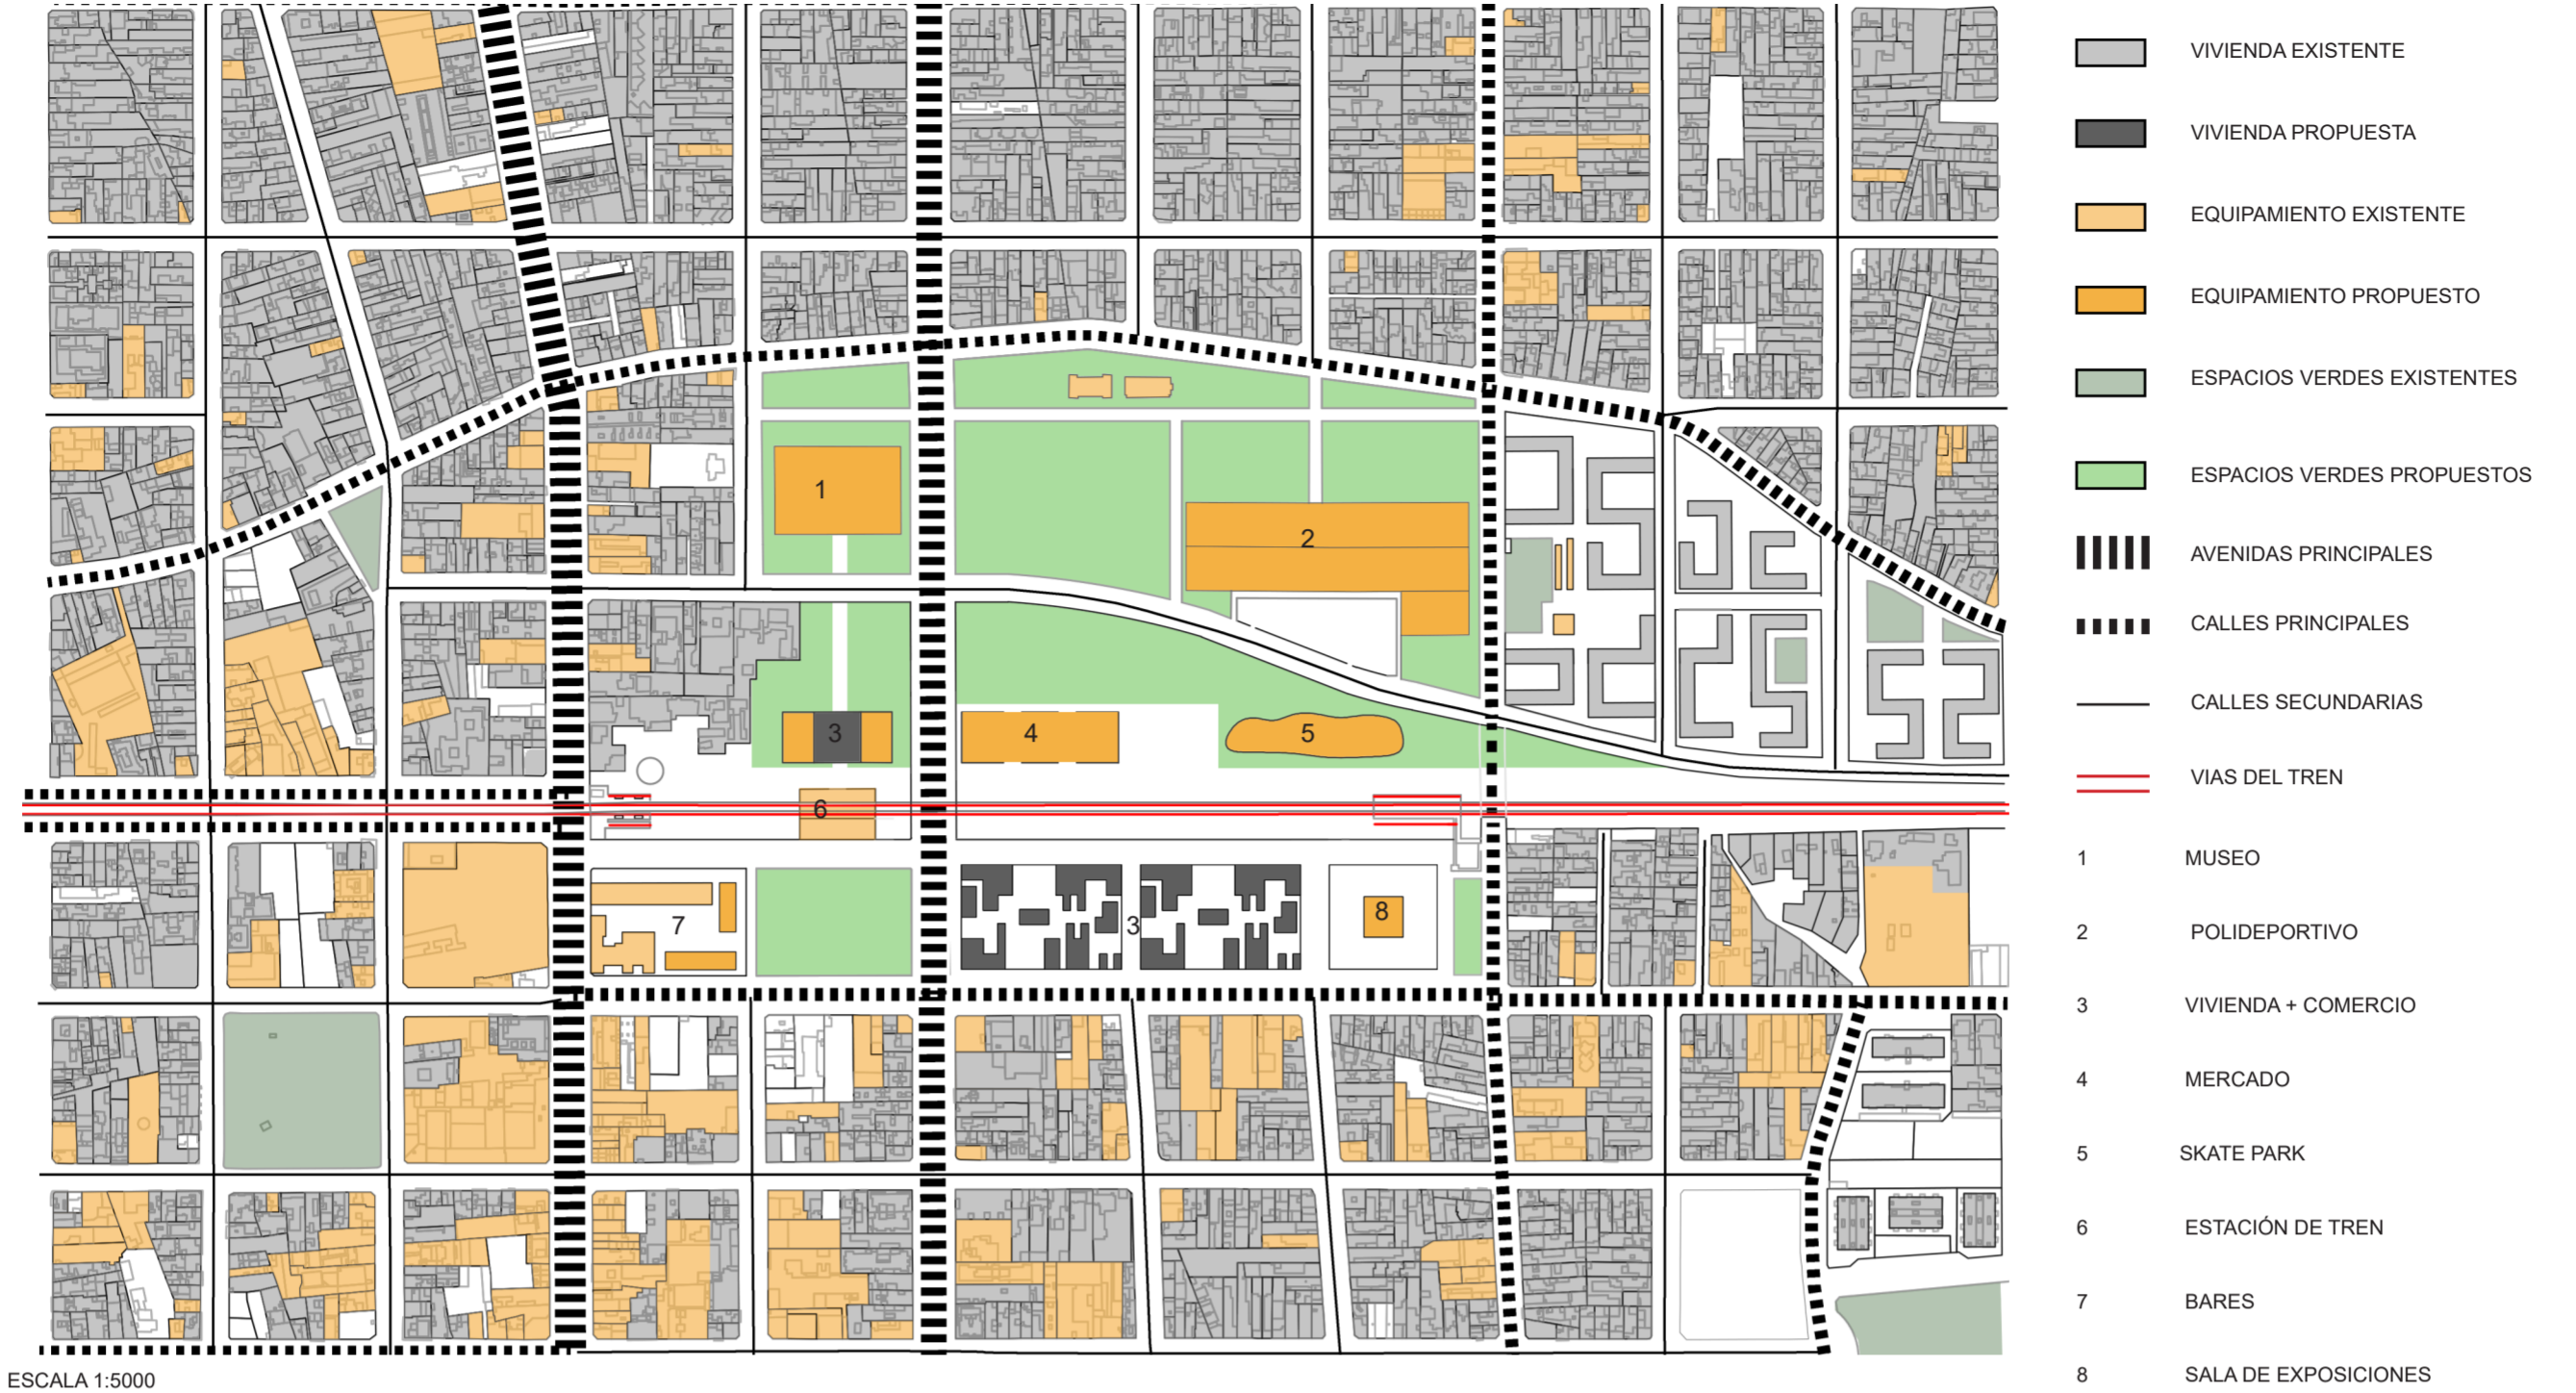 VIVIENDA EXISTENTE
VIVIENDA PROPUESTA
EQUIPAMIENTO EXISTENTE
EQUIPAMIENTO PROPUESTO
ESPACIOS VERDES EXISTENTES
ESPACIOS VERDES PROPUESTOS
AVENIDAS PRINCIPALES
CALLES PRINCIPALES
CALLES SECUNDARIAS
VIAS DEL TREN
1 MUSEO
2 POLIDEPORTIVO
3 VIVIENDA + COMERCIO
4 MERCADO
5 SKATE PARK
6 ESTACIÓN DE TREN
7 BARES
8 SALA DE EXPOSICIONES
1
2
3
4
5
6
7
3
8
ESCALA 1:5000